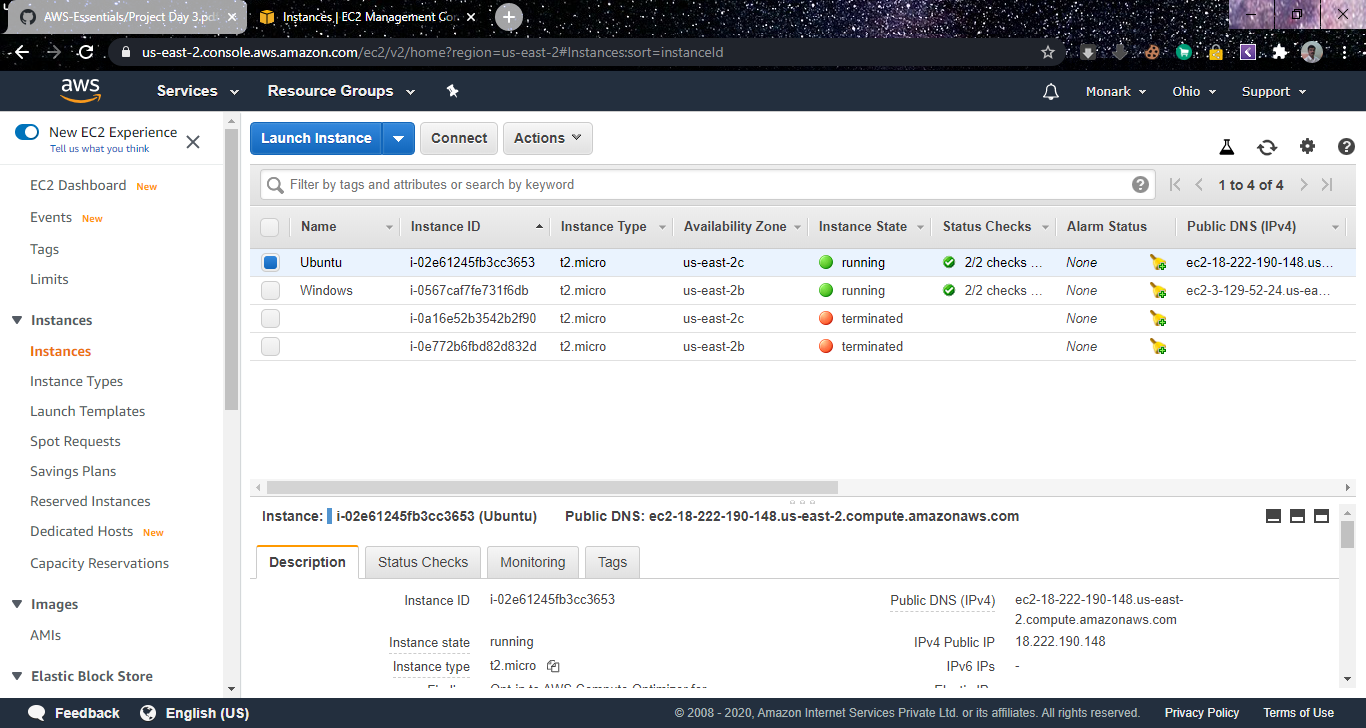 AWS-Essentials/Project Day 3.pd
Instances | EC2 Management Con
us-east-2.console.aws.amazon.com/ec2/v2/home?region=us-east-2#Instances:sort=instanceId
aws
Services
Resource Groups
Monark
Ohio
Support
New EC2 Experience
Tell us what you think
EC2 Dashboard New
Events New
Tags
Limits
Instances
Instances
Instance Types
Launch Templates
Spot Requests
Savings Plans
Reserved Instances
Dedicated Hosts New
Capacity Reservations
Images
AMIs
Elastic Block Store
Launch Instance
Connect
Actions
Filter by tags and attributes or search by keyword
1 to 4 of 4
Name Instance ID Instance Type Availability Zone Instance State Status Checks Alarm Status Public DNS (IPv4)
Ubuntu i-02e61245fb3cc3653 t2.micro us-east-2c running 2/2 checks ... None ec2-18-222-190-148.us...
Windows i-0567caf7fe731f6db t2.micro us-east-2b running 2/2 checks ... None ec2-3-129-52-24.us-ea...
i-0a16e52b3542b2f90 t2.micro us-east-2c terminated None
i-0e772b6fbd82d832d t2.micro us-east-2b terminated None
Instance: i-02e61245fb3cc3653 (Ubuntu) Public DNS: ec2-18-222-190-148.us-east-2.compute.amazonaws.com
Description Status Checks Monitoring Tags
Instance ID i-02e61245fb3cc3653
Public DNS (IPv4) ec2-18-222-190-148.us-east-
2.compute.amazonaws.com
Instance state running
IPv4 Public IP 18.222.190.148
Instance type t2.micro
IPv6 IPs -
Finding Opt-in to AWS Compute Optimizer for
Elastic IPs
Feedback
English (US)
© 2008 - 2020, Amazon Internet Services Private Ltd. or its affiliates. All rights reserved.
Privacy Policy
Terms of Use